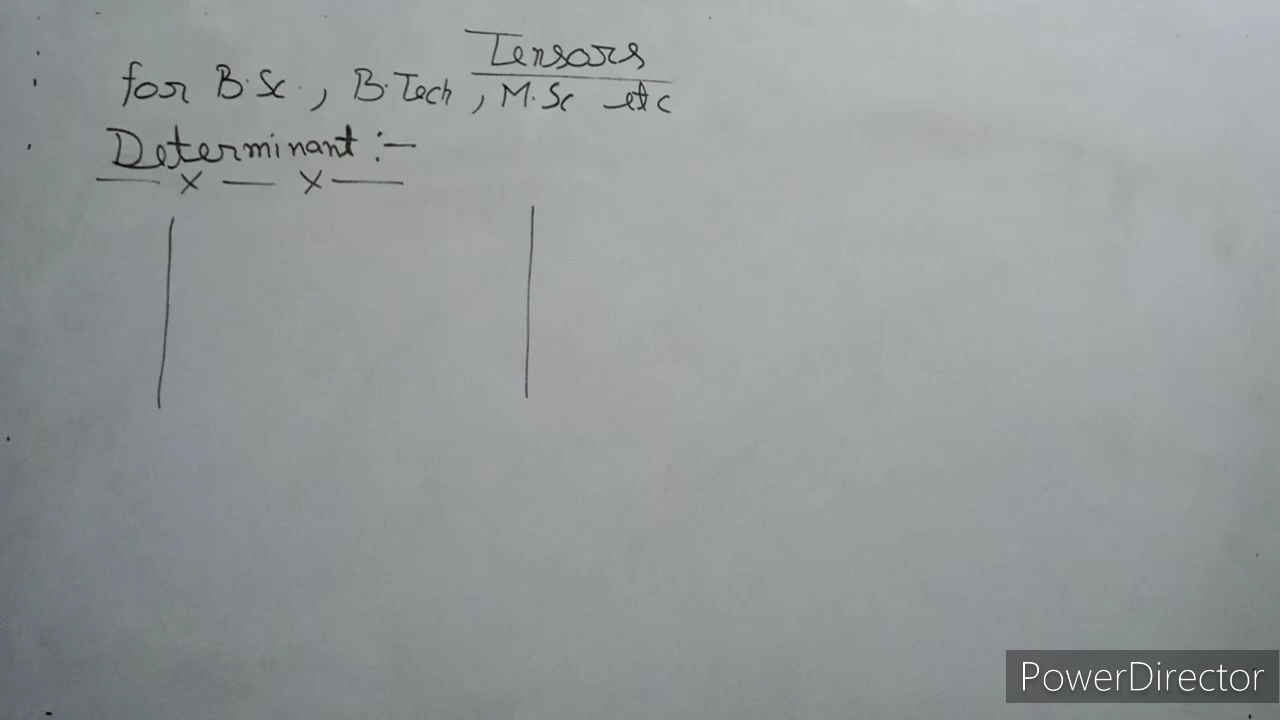 Tensors
for B.Sc., B.Tech, M.Sc etc
Determinant :-
PowerDirector